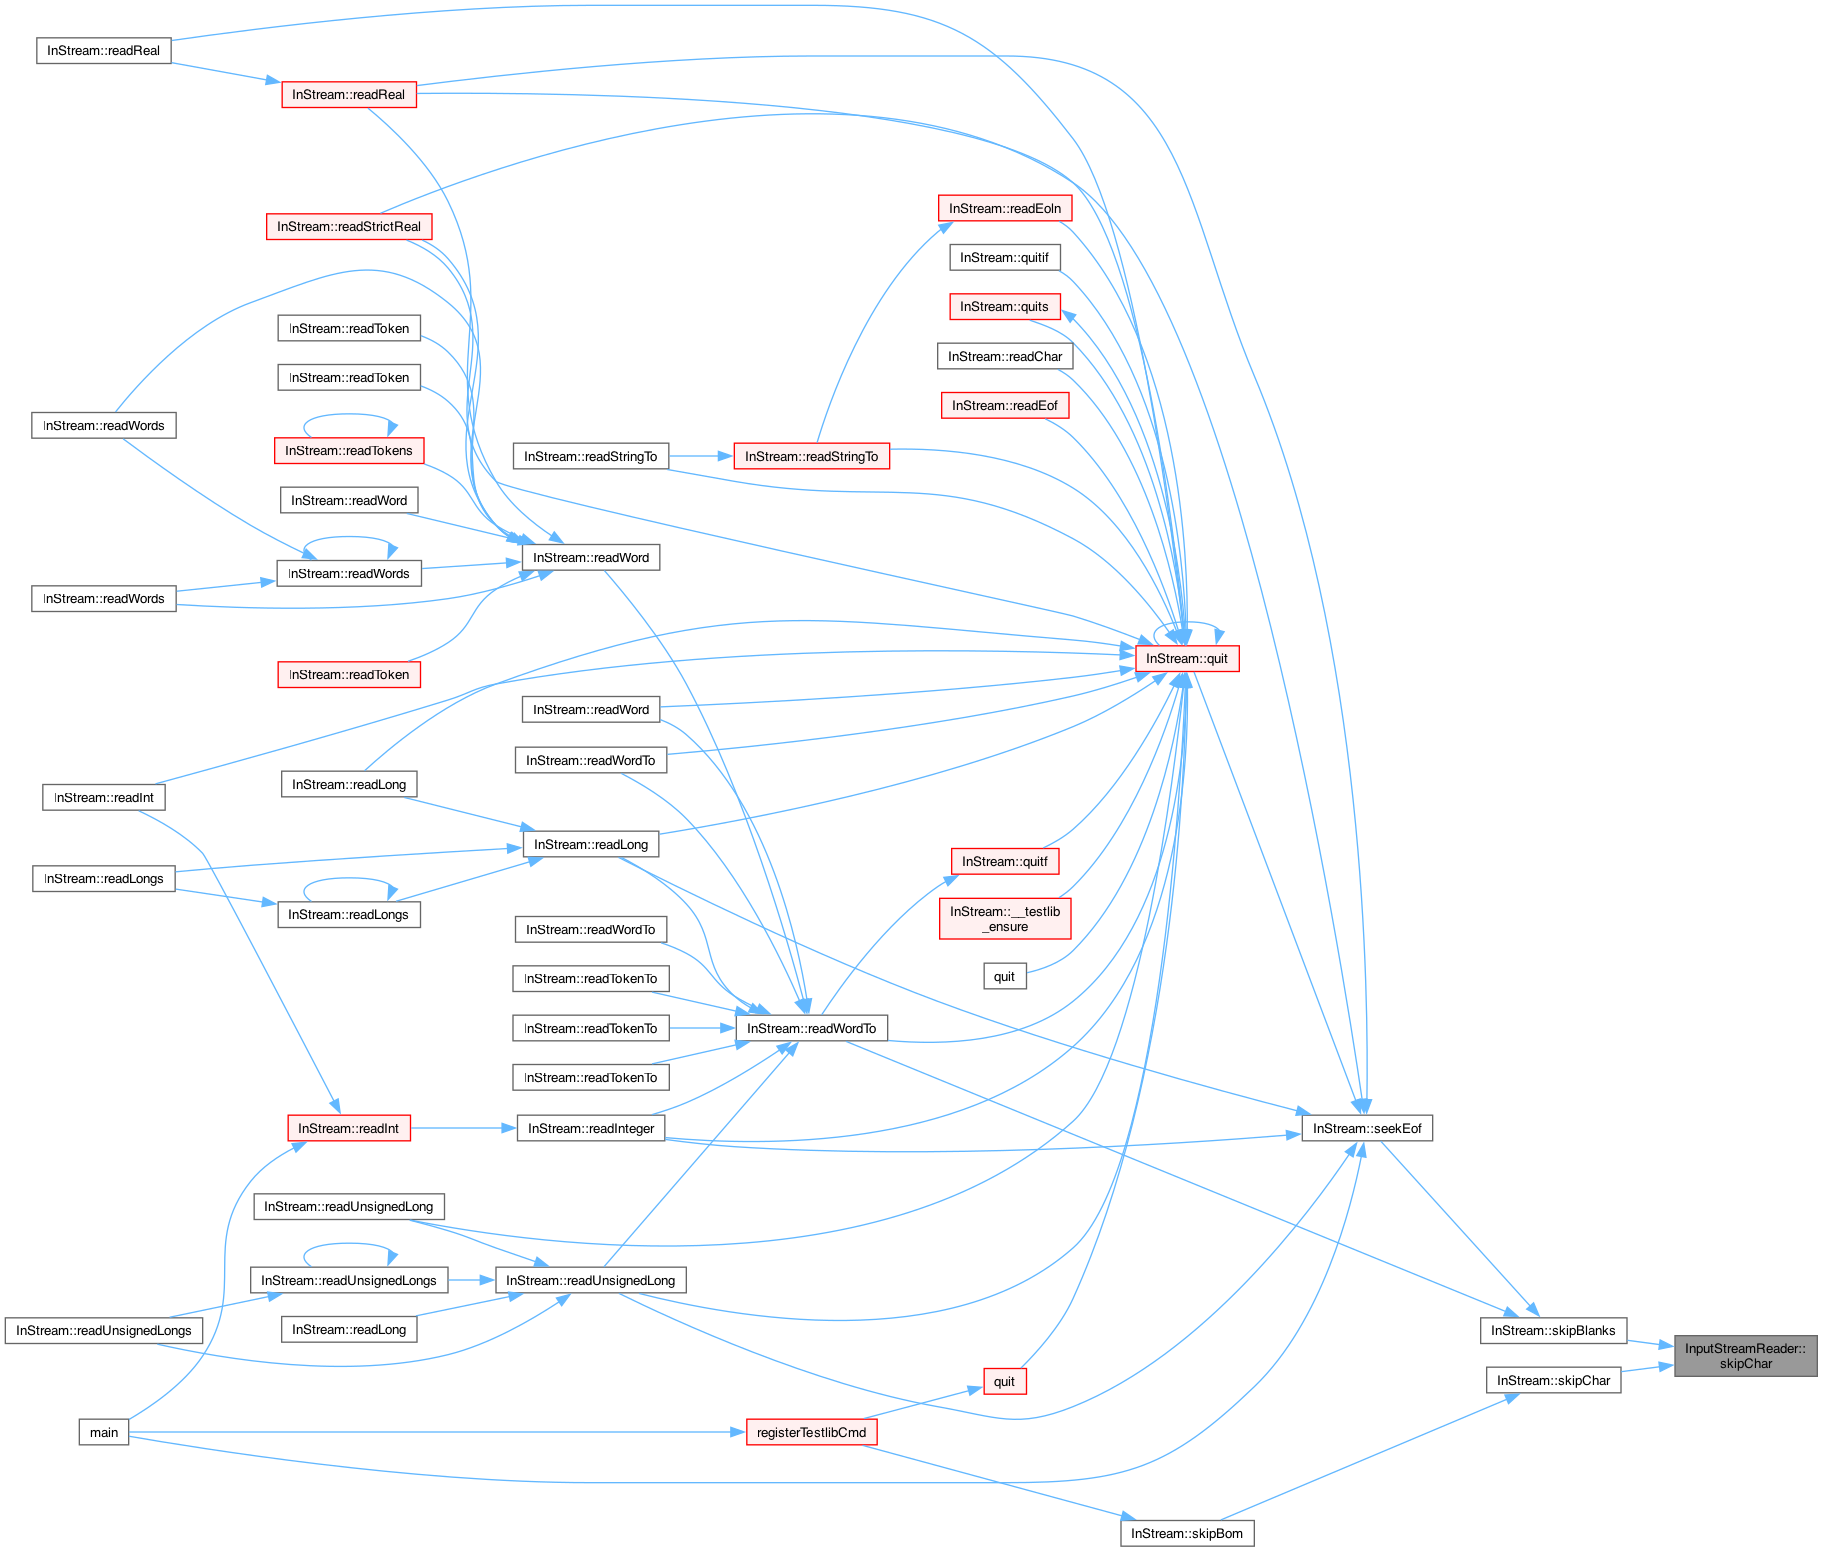 InStream::readReal
InStream::readReal
InStream::readStrictReal
InStream::readEoln
InStream::quitif
InStream::quits
InStream::readToken
InStream::readChar
InStream::readToken
InStream::readEof
InStream::readWords
InStream::readTokens
InStream::readStringTo
InStream::readStringTo
InStream::readWord
InStream::readWord
InStream::readWords
InStream::readWords
InStream::quit
InStream::readToken
InStream::readWord
InStream::readWordTo
InStream::readLong
InStream::readInt
InStream::readLong
InStream::quitf
InStream::readLongs
InStream::readLongs
InStream::__testlib
_ensure
InStream::readWordTo
quit
InStream::readTokenTo
InStream::readTokenTo
InStream::readWordTo
InStream::readTokenTo
InStream::readInt
InStream::readInteger
InStream::seekEof
InStream::readUnsignedLong
InStream::readUnsignedLongs
InStream::readUnsignedLong
InStream::readUnsignedLongs
InStream::readLong
InStream::skipBlanks
InputStreamReader::
skipChar
quit
InStream::skipChar
main
registerTestlibCmd
InStream::skipBom